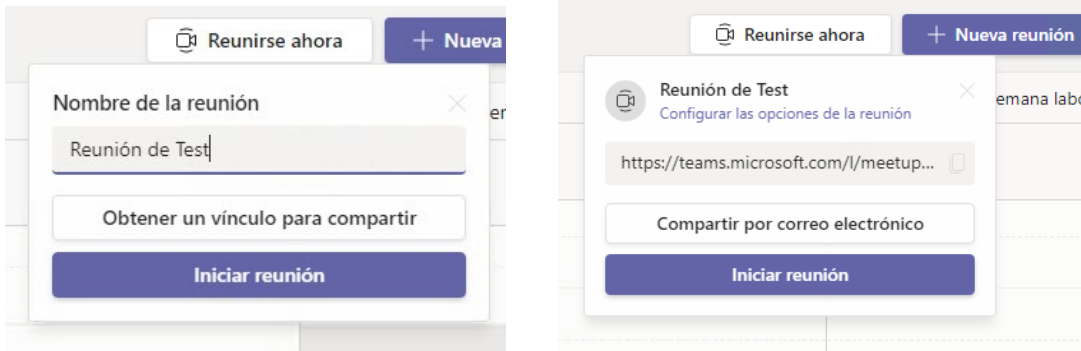 Reunirse ahora
+ Nueva
Nombre de la reunión
Reunión de Test
Obtener un vínculo para compartir
Iniciar reunión
Reunirse ahora
+ Nueva reunión
Reunión de Test
Configurar las opciones de la reunión
emana labo
https://teams.microsoft.com/l/meetup...
Compartir por correo electrónico
Iniciar reunión